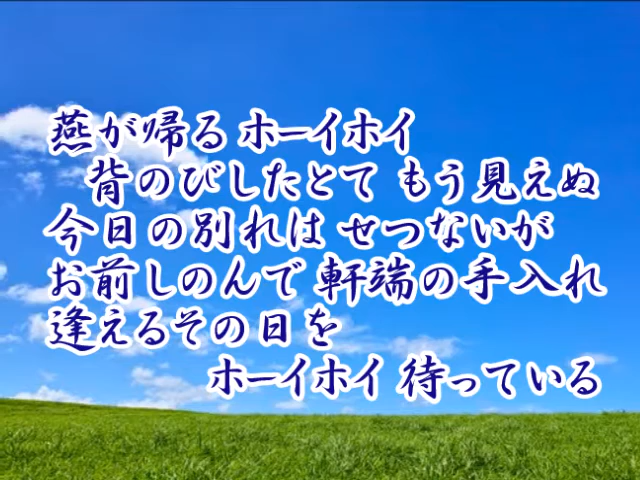 燕が帰る ホーイホイ
背のびしたとて もう見えぬ
今日の別れは せつないが
お前しのんで 軒端の手入れ
逢えるその日を
ホーイホイ 待っている